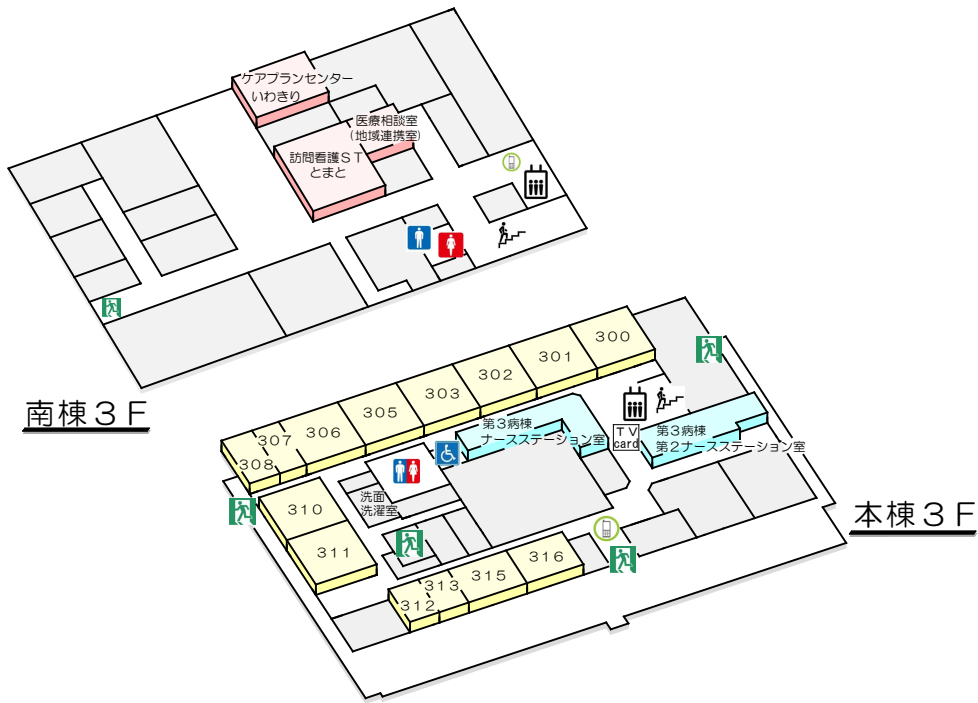 ケアプランセンター
いわきり
医療相談室
(地域連携室)
訪問看護ST
とまと
南棟3F
300
301
302
303
305
306
307
308
第3病棟
ナースステーション室
TV
card
第3病棟
第2ナースステーション室
洗面
洗濯室
310
311
316
315
313
312
本棟3F